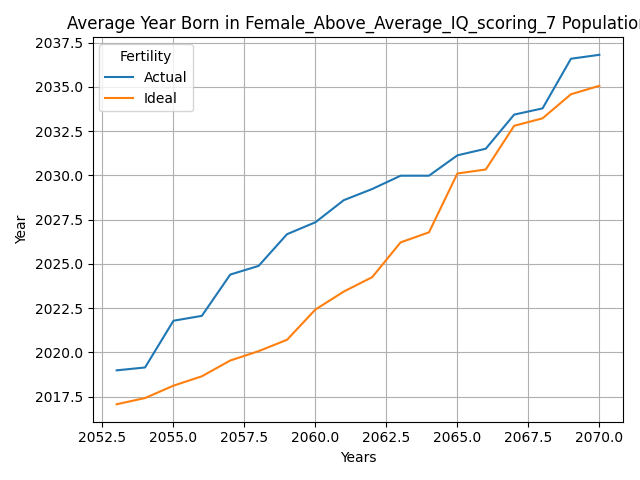 Average Year Born in Female_Above_Average_IQ_scoring_7 Population
2037.5
2035.0
2032.5
2030.0
2027.5
2025.0
2022.5
2020.0
2017.5
Year
Fertility
Actual
Ideal
2052.5 2055.0 2057.5 2060.0 2062.5 2065.0 2067.5 2070.0
Years